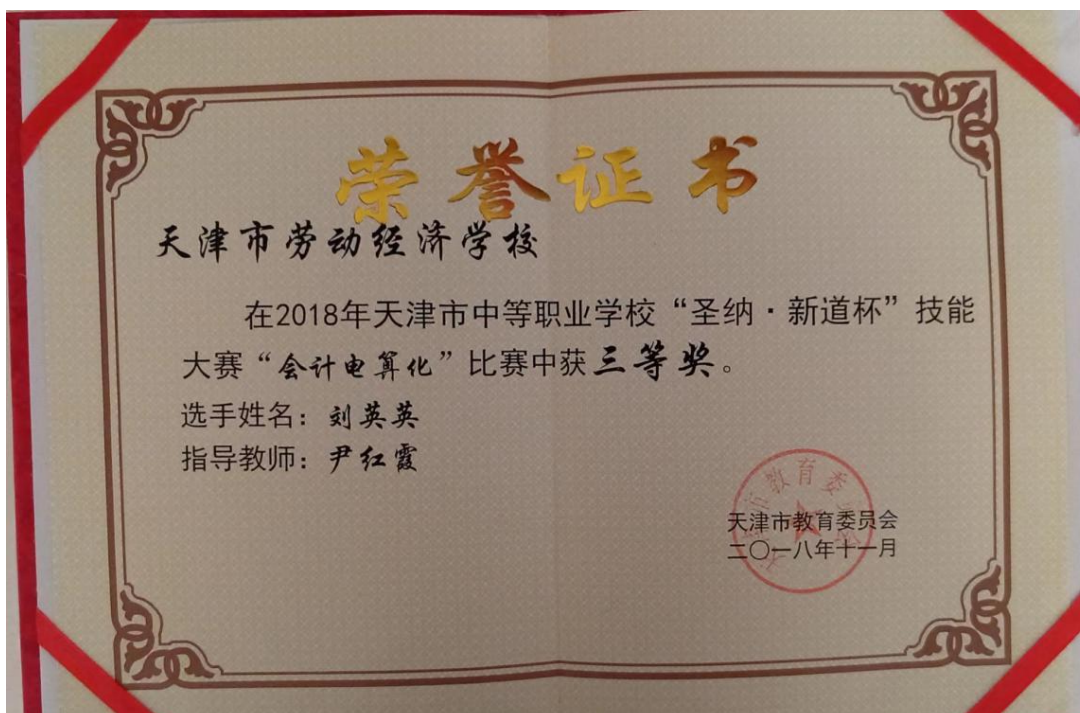 荣誉证书
天津市劳动经济学校
在2018年天津市中等职业学校“圣纳·新道杯”技能
大赛“会计电算化”比赛中获三等奖。
选手姓名：刘英英
指导教师：尹红霞
天津市教育委员会
二〇一八年十一月